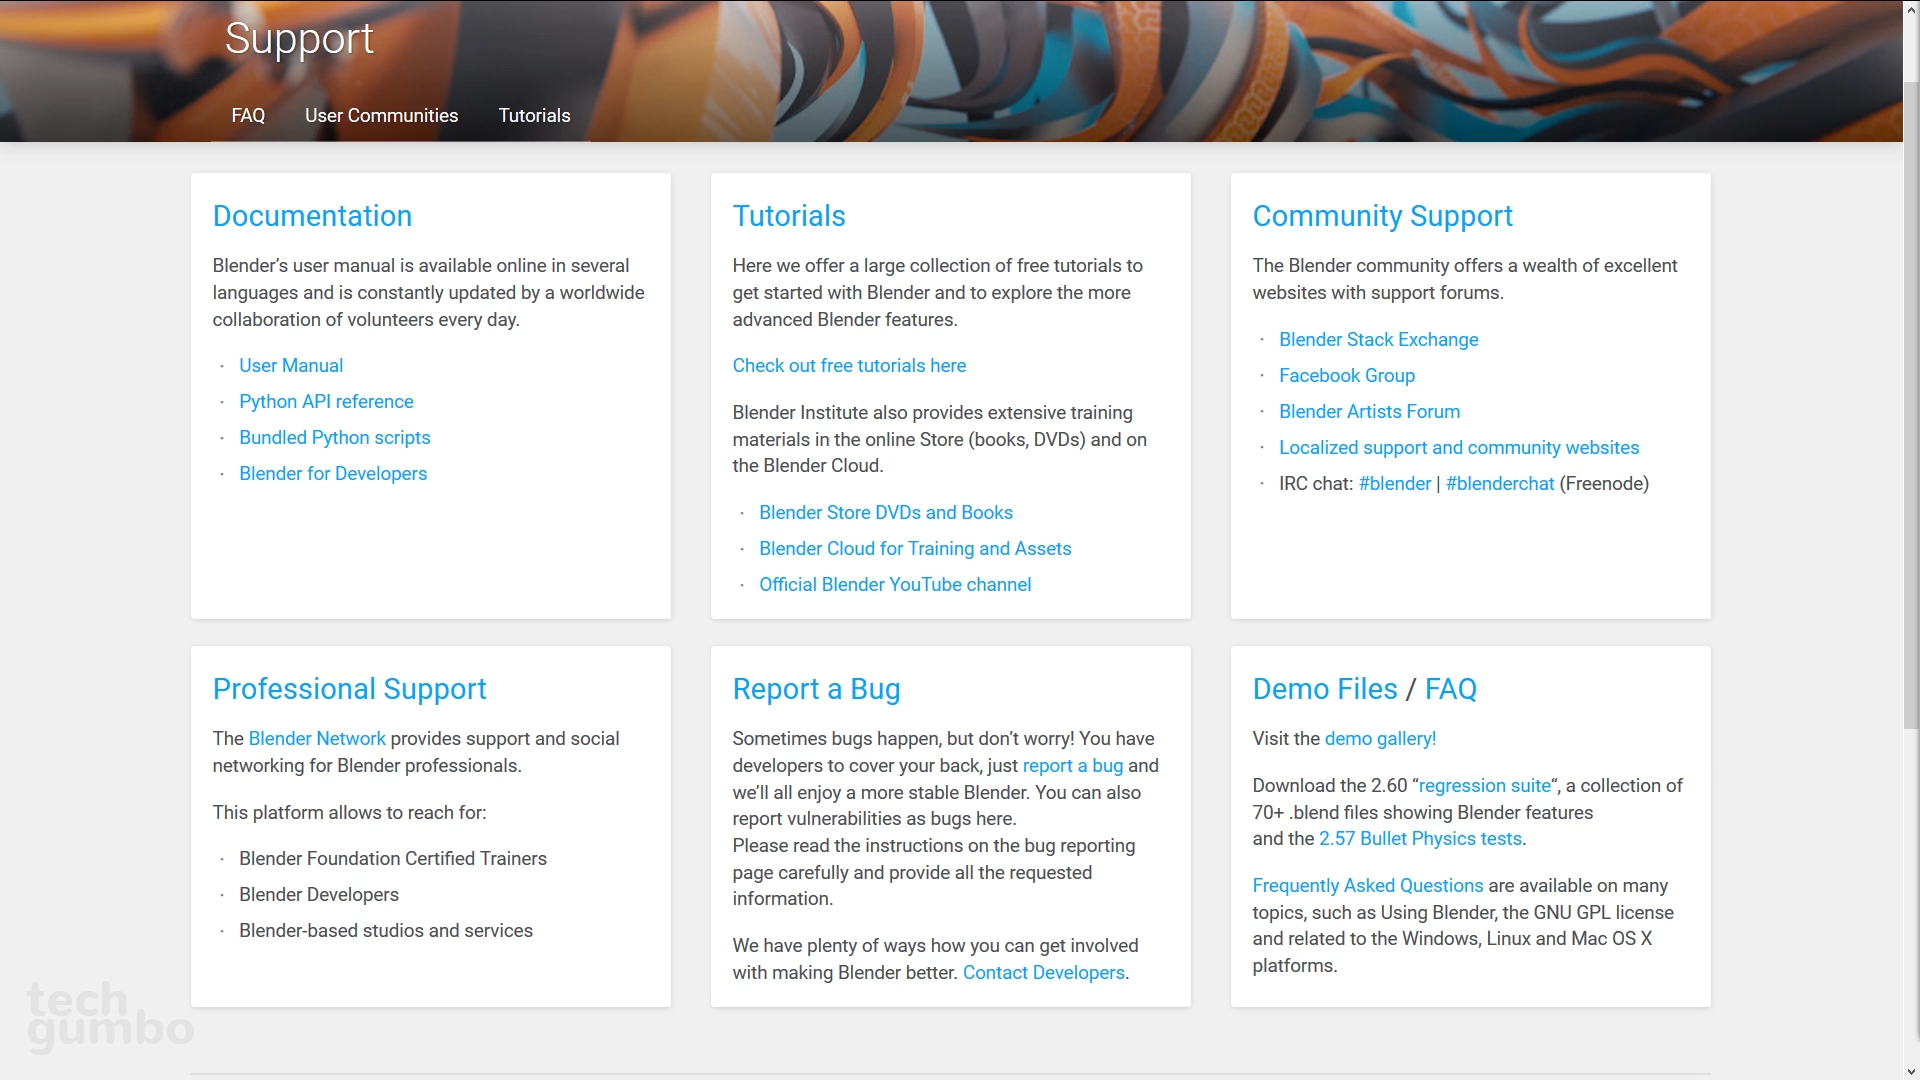 Support
FAQ
User Communities
Tutorials
Documentation
Blender’s user manual is available online in several
languages and is constantly updated by a worldwide
collaboration of volunteers every day.
· User Manual
· Python API reference
· Bundled Python scripts
· Blender for Developers
Tutorials
Here we offer a large collection of free tutorials to
get started with Blender and to explore the more
advanced Blender features.
Check out free tutorials here
Blender Institute also provides extensive training
materials in the online Store (books, DVDs) and on
the Blender Cloud.
· Blender Store DVDs and Books
· Blender Cloud for Training and Assets
· Official Blender YouTube channel
Community Support
The Blender community offers a wealth of excellent
websites with support forums.
· Blender Stack Exchange
· Facebook Group
· Blender Artists Forum
· Localized support and community websites
· IRC chat: #blender | #blenderchat (Freenode)
Professional Support
The Blender Network provides support and social
networking for Blender professionals.
This platform allows to reach for:
· Blender Foundation Certified Trainers
· Blender Developers
· Blender-based studios and services
Report a Bug
Sometimes bugs happen, but don’t worry! You have
developers to cover your back, just report a bug and
we’ll all enjoy a more stable Blender. You can also
report vulnerabilities as bugs here.
Please read the instructions on the bug reporting
page carefully and provide all the requested
information.
We have plenty of ways how you can get involved
with making Blender better. Contact Developers.
Demo Files / FAQ
Visit the demo gallery!
Download the 2.60 “regression suite“, a collection of
70+ .blend files showing Blender features
and the 2.57 Bullet Physics tests.
Frequently Asked Questions are available on many
topics, such as Using Blender, the GNU GPL license
and related to the Windows, Linux and Mac OS X
platforms.
tech
gumbo